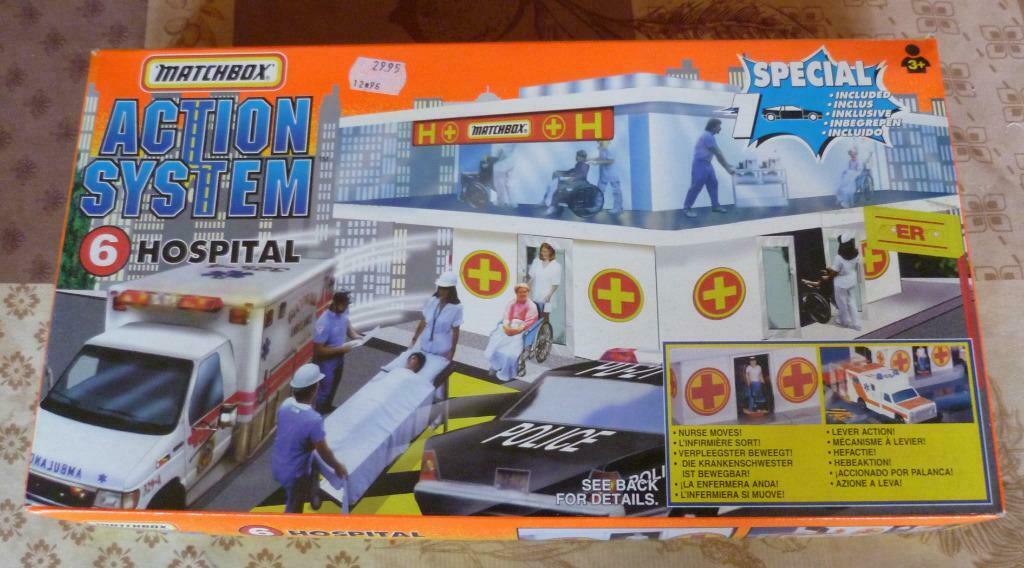 MATCHBOX
ACTION
SYSTEM
6 HOSPITAL
29.95
12#96
H MATCHBOX H
SPECIAL
1
• INCLUDED
• INCLUS
• INKLUSIVE
• INBEGREPEN
• INCLUIDO
3+
ER
POLICE
POLICE
SEE BACK
FOR DETAILS.
• NURSE MOVES!
• L'INFIRMIÈRE SORT!
• VERPLEEGSTER BEWEEGT!
• DIE KRANKENSCHWESTER
IST BEWEGBAR!
• ¡LA ENFERMERA ANDA!
• L'INFERMIERA SI MUOVE!
• LEVER ACTION!
• MÉCANISME À LEVIER!
• HEFACTIE!
• HEBEAKTION!
• ¡ACCIONADO POR PALANCA!
• AZIONE A LEVA!
MATCHBOX
6 HOSPITAL